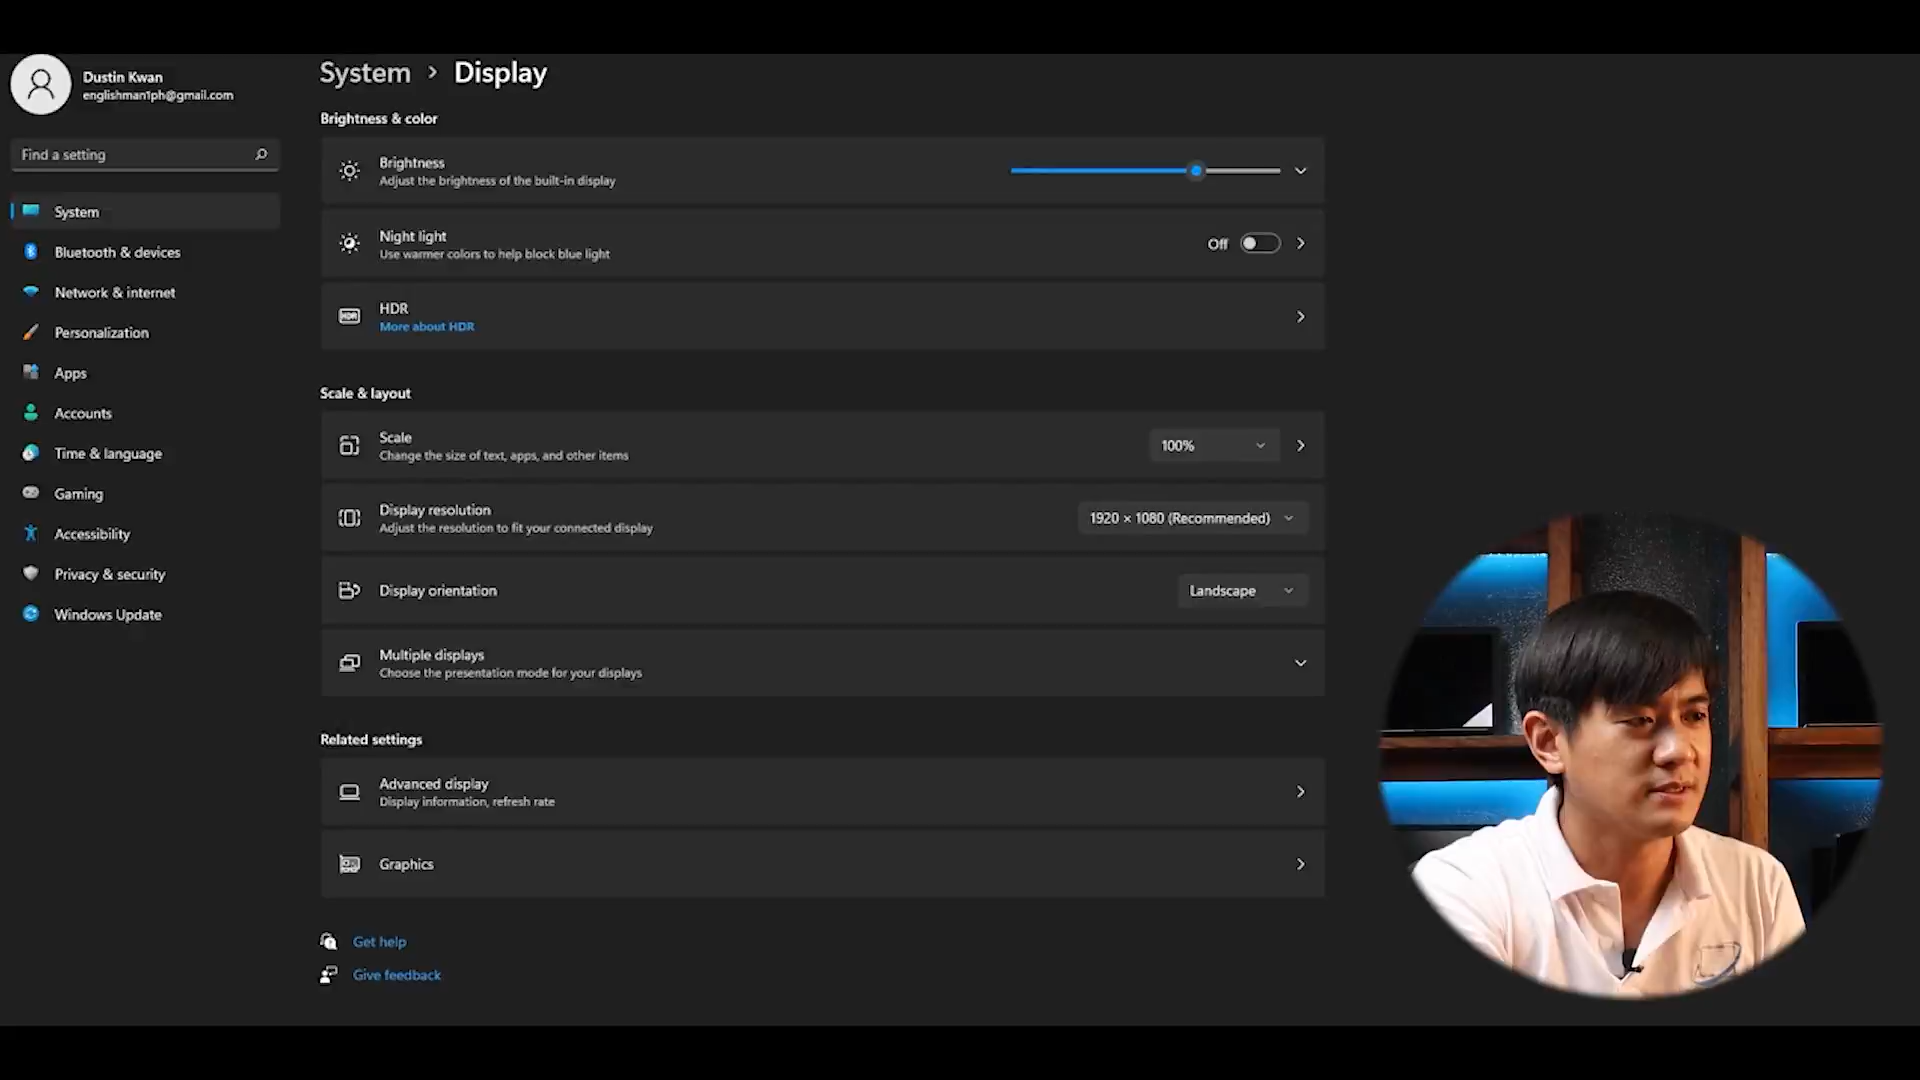 Dustin Kwan
englishman1ph@gmail.com
Find a setting
System
Bluetooth & devices
Network & internet
Personalization
Apps
Accounts
Time & language
Gaming
Accessibility
Privacy & security
Windows Update
System > Display
Brightness & color
Brightness
Adjust the brightness of the built-in display
Night light
Use warmer colors to help block blue light
Off
HDR
HDR
More about HDR
Scale & layout
Scale
Change the size of text, apps, and other items
100%
Display resolution
Adjust the resolution to fit your connected display
1920 × 1080 (Recommended)
Display orientation
Landscape
Multiple displays
Choose the presentation mode for your displays
Related settings
Advanced display
Display information, refresh rate
Graphics
Get help
Give feedback